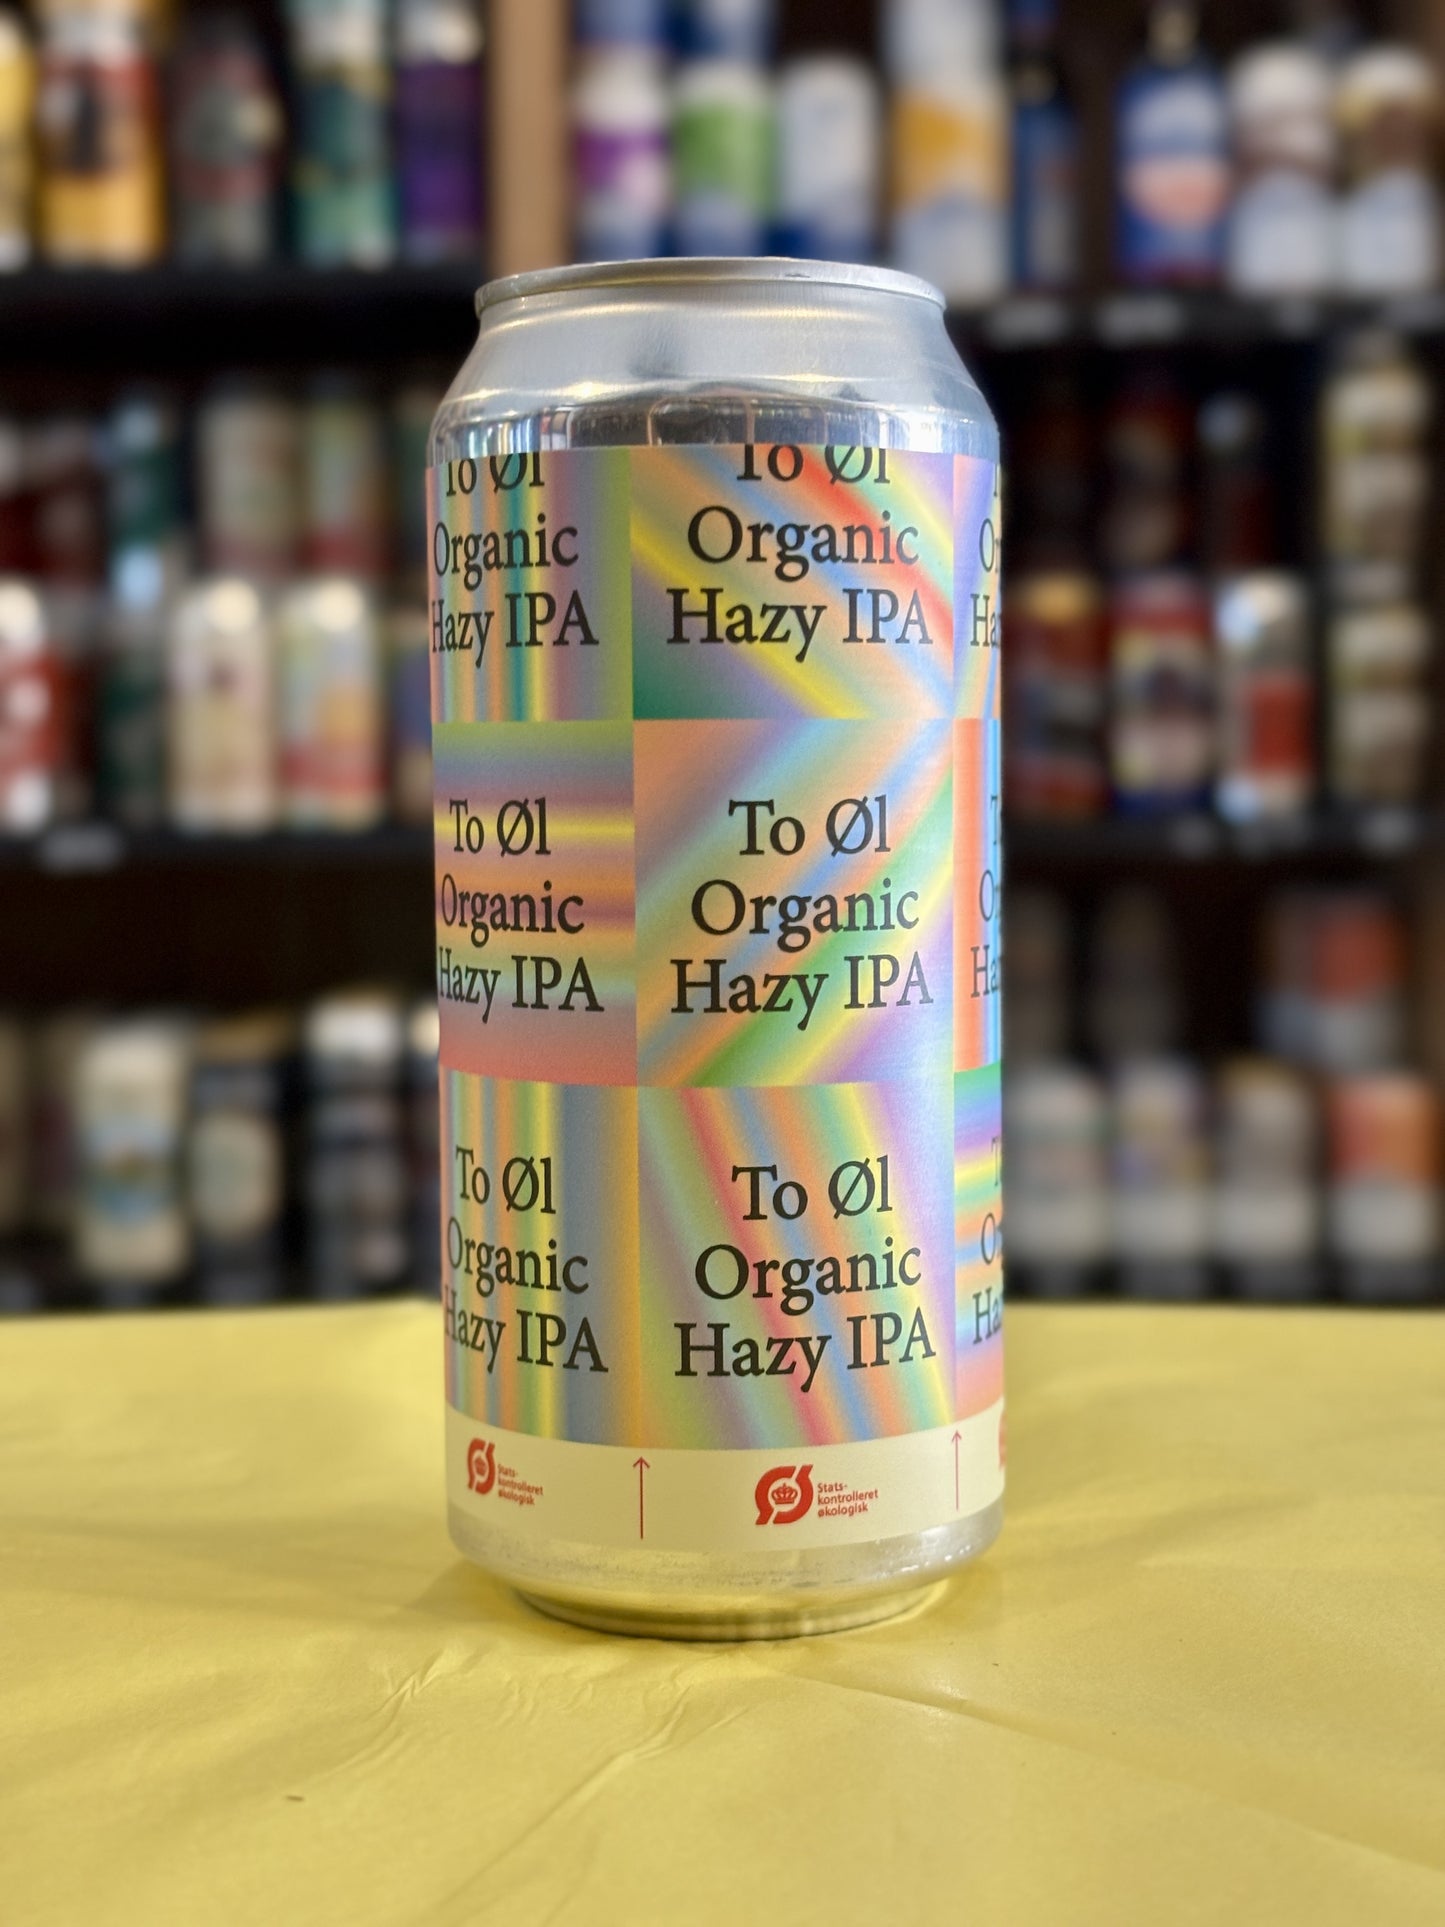 To Øl
Organic
Hazy IPA
To Øl
Organic
Hazy IPA
To Øl
Organic
Hazy IPA
To Øl
Organic
Hazy IPA
To Øl
Organic
Hazy IPA
To Øl
Organic
Hazy IPA
Stats-
kontrolleret
økologisk
Stats-
kontrolleret
økologisk